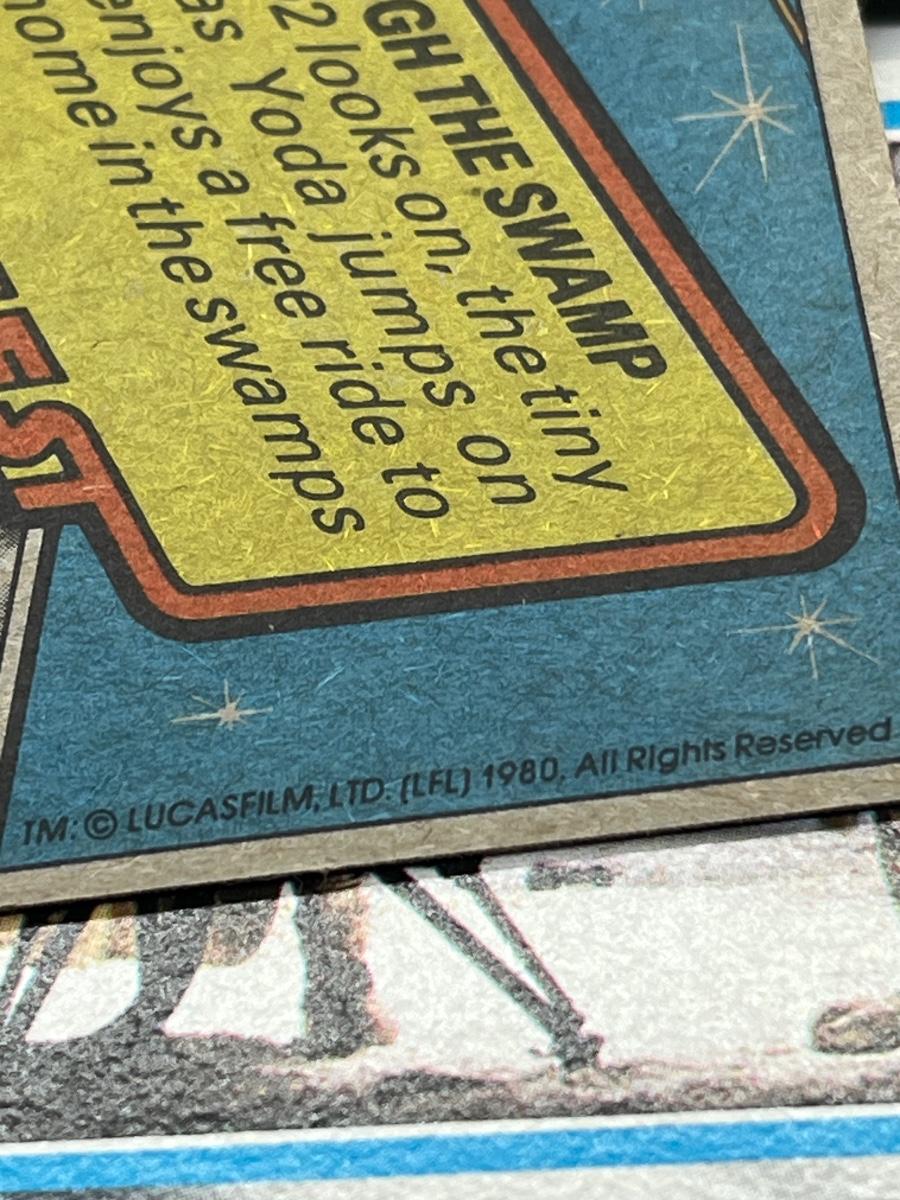 GH THE SWAMP
2 looks on, the tiny
as Yoda jumps on
enjoys a free ride to
home in the swamps
EST
TM: © LUCASFILM, LTD. (LFL) 1980, All Rights Reserved